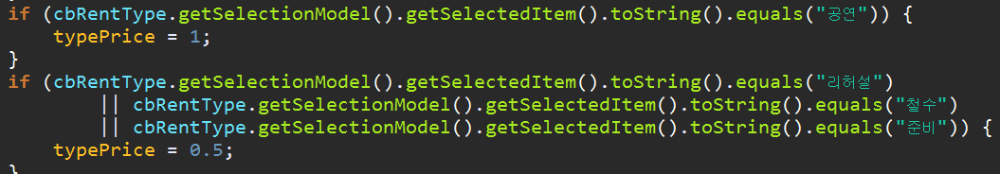 if (cbRentType.getSelectionModel().getSelectedItem().toString().equals("공연")) {
typePrice = 1;
}
if (cbRentType.getSelectionModel().getSelectedItem().toString().equals("리허설")
|| cbRentType.getSelectionModel().getSelectedItem().toString().equals("철수")
|| cbRentType.getSelectionModel().getSelectedItem().toString().equals("준비")) {
typePrice = 0.5;
}